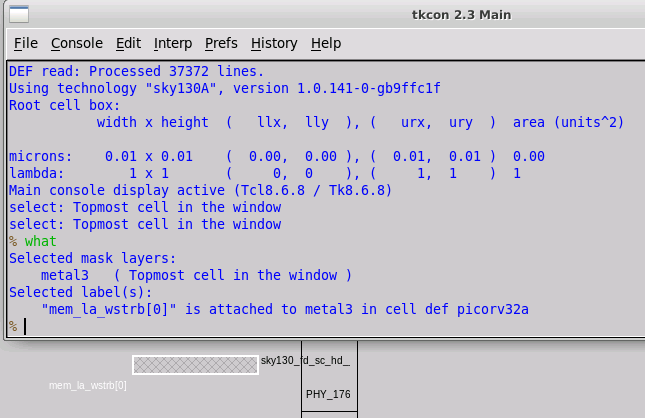 tkcon 2.3 Main
File Console Edit Interp Prefs History Help
DEF read: Processed 37372 lines.
Using technology "sky130A", version 1.0.141-0-gb9ffc1f
Root cell box:
width x height ( llx, lly ), ( urx, ury ) area (units^2)
microns: 0.01 x 0.01 ( 0.00, 0.00 ), ( 0.01, 0.01 ) 0.00
lambda: 1 x 1 ( 0, 0 ), ( 1, 1 ) 1
Main console display active (Tcl8.6.8 / Tk8.6.8)
select: Topmost cell in the window
select: Topmost cell in the window
% what
Selected mask layers:
metal3 ( Topmost cell in the window )
Selected label(s):
"mem_la_wstrb[0]" is attached to metal3 in cell def picorv32a
%
sky130_fd_sc_hd_
mem_la_wstrb[0]
PHY_176